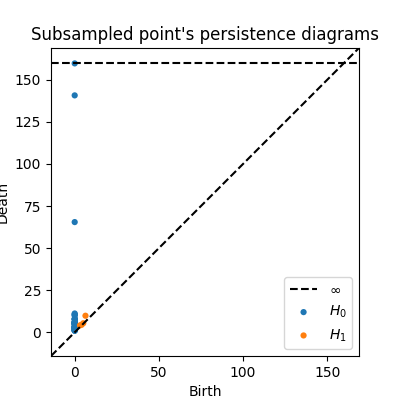 Subsampled point's persistence diagrams
150
125
100
75
50
25
0
Death
0 50 100 150
Birth
∞
H₀
H₁